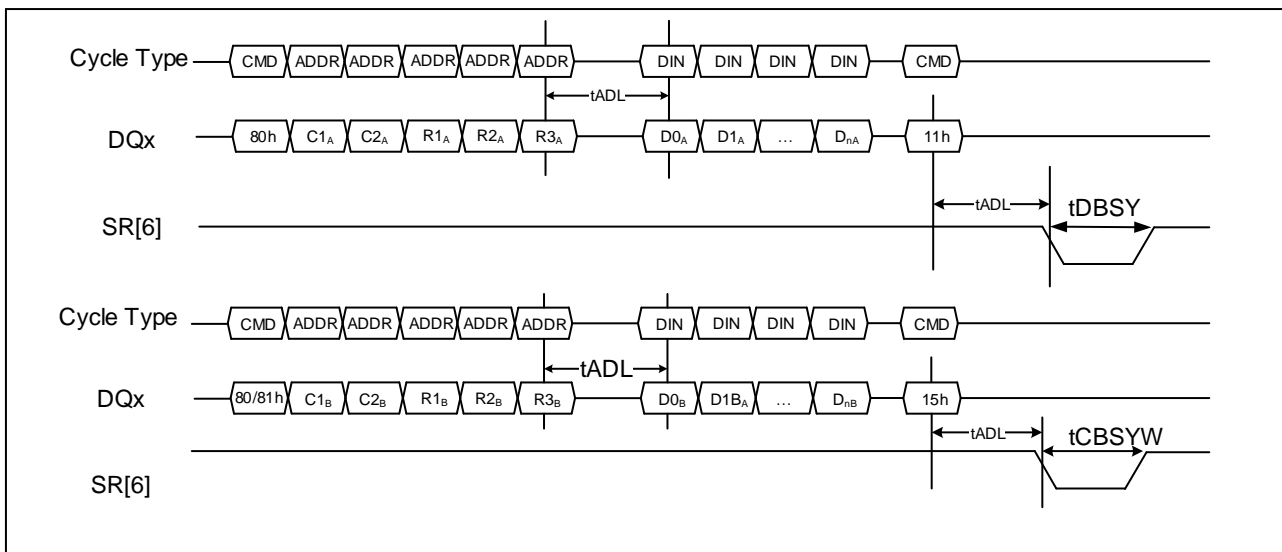 Cycle Type CMD ADDR ADDR ADDR ADDR ADDR DIN DIN DIN DIN CMD
tADL
DQx 80h C1A C2A R1A R2A R3A D0A D1A ... DnA 11h
tADL tDBSY
SR[6]
Cycle Type CMD ADDR ADDR ADDR ADDR ADDR DIN DIN DIN DIN CMD
tADL
DQx 80/81h C1B C2B R1B R2B R3B D0B D1BA ... DnB 15h
tADL tCBSYW
SR[6]